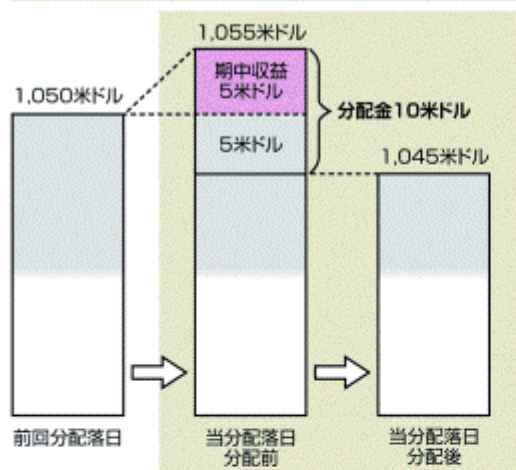 1,055米ドル
期中収益
5米ドル
1,050米ドル
分配金10米ドル
5米ドル
1,045米ドル
前回分配落日
当分配落日
分配前
当分配落日
分配後